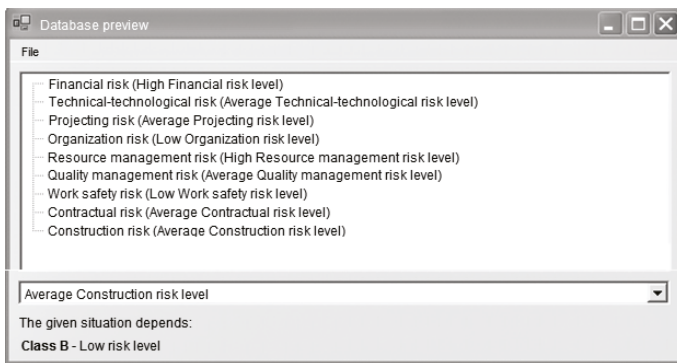 Database preview
File
Financial risk (High Financial risk level)
Technical-technological risk (Average Technical-technological risk level)
Projecting risk (Average Projecting risk level)
Organization risk (Low Organization risk level)
Resource management risk (High Resource management risk level)
Quality management risk (Average Quality management risk level)
Work safety risk (Low Work safety risk level)
Contractual risk (Average Contractual risk level)
Construction risk (Average Construction risk level)
Average Construction risk level
The given situation depends:
Class B - Low risk level